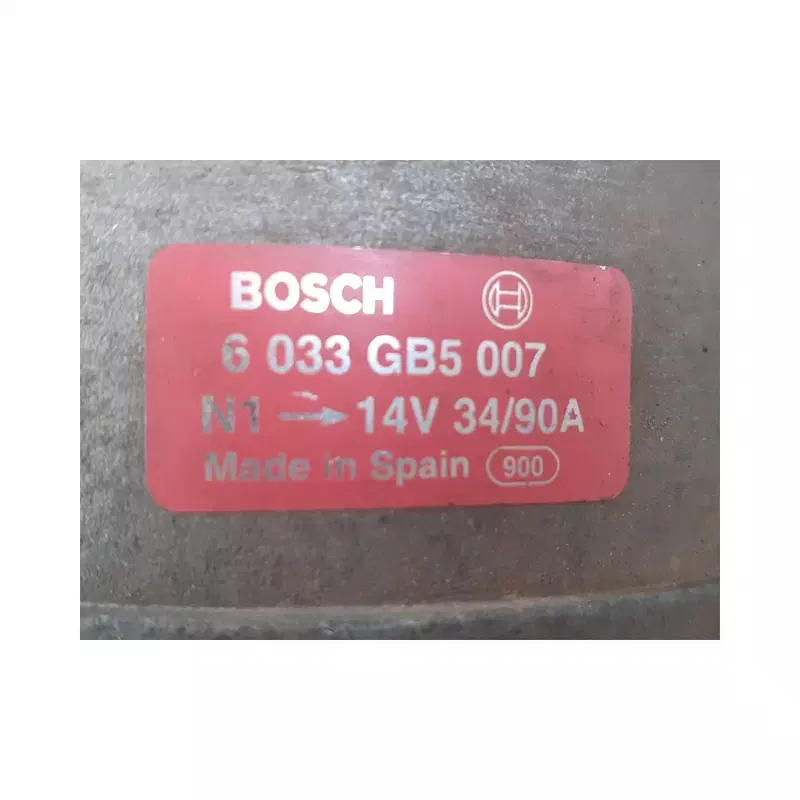 BOSCH
6 033 GB5 007
N1 → 14V 34/90A
Made in Spain 900